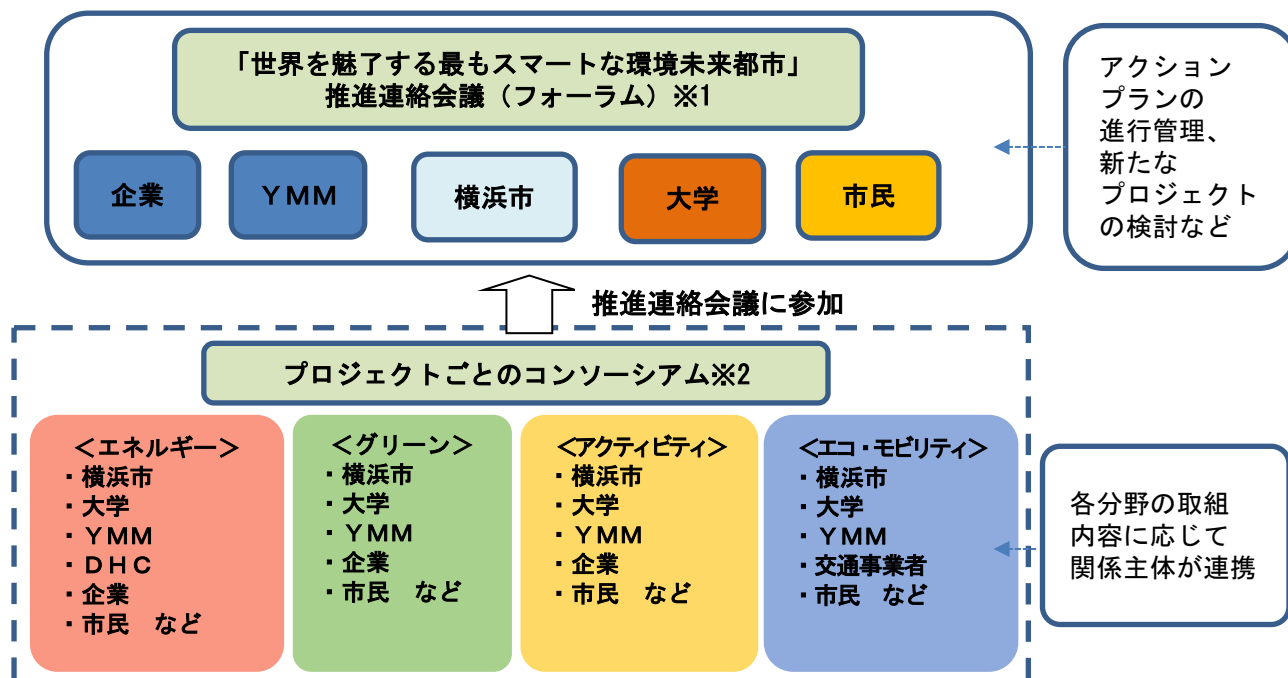 「世界を魅了する最もスマートな環境未来都市」
推進連絡会議（フォーラム）※1
企業
ＹＭＭ
横浜市
大学
市民
アクション
プランの
進行管理、
新たな
プロジェクト
の検討など
推進連絡会議に参加
プロジェクトごとのコンソーシアム※2
＜エネルギー＞
・横浜市
・大学
・ＹＭＭ
・ＤＨＣ
・企業
・市民　など
＜グリーン＞
・横浜市
・大学
・ＹＭＭ
・企業
・市民　など
＜アクティビティ＞
・横浜市
・大学
・ＹＭＭ
・企業
・市民　など
＜エコ・モビリティ＞
・横浜市
・大学
・ＹＭＭ
・交通事業者
・市民　など
各分野の取組
内容に応じて
関係主体が連携